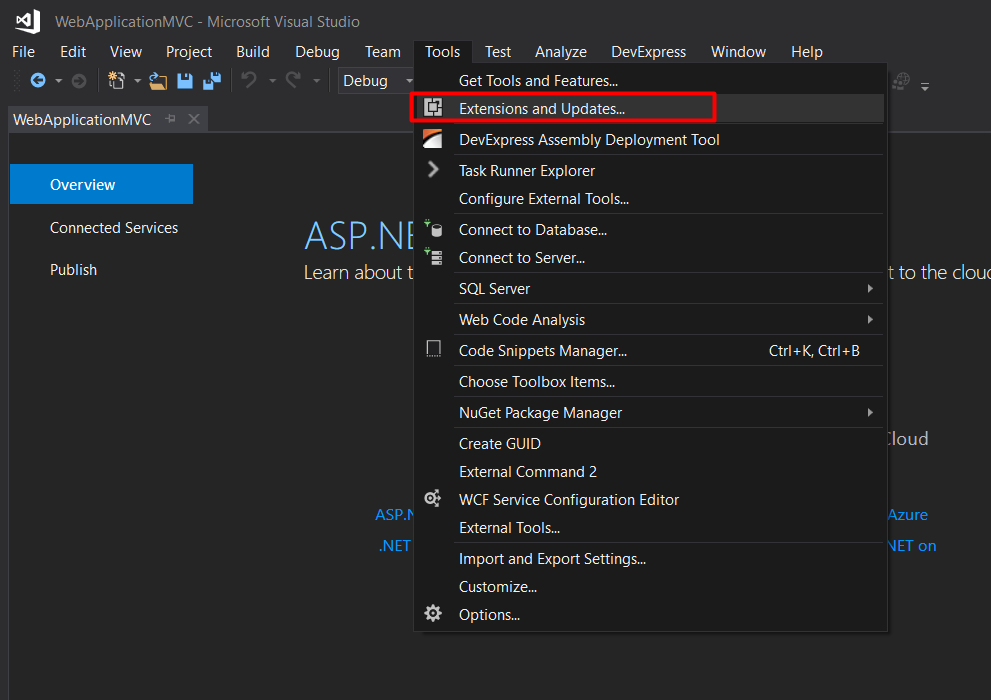 WebApplicationMVC - Microsoft Visual Studio
File Edit View Project Build Debug Team Tools Test Analyze DevExpress Window Help
Debug
WebApplicationMVC
Overview
Connected Services
Publish
ASP.NE
Learn about t
t to the clou
Cloud
ASP.N
Azure
.NET
NET on
Get Tools and Features...
Extensions and Updates...
DevExpress Assembly Deployment Tool
Task Runner Explorer
Configure External Tools...
Connect to Database...
Connect to Server...
SQL Server
Web Code Analysis
Code Snippets Manager... Ctrl+K, Ctrl+B
Choose Toolbox Items...
NuGet Package Manager
Create GUID
External Command 2
WCF Service Configuration Editor
External Tools...
Import and Export Settings...
Customize...
Options...